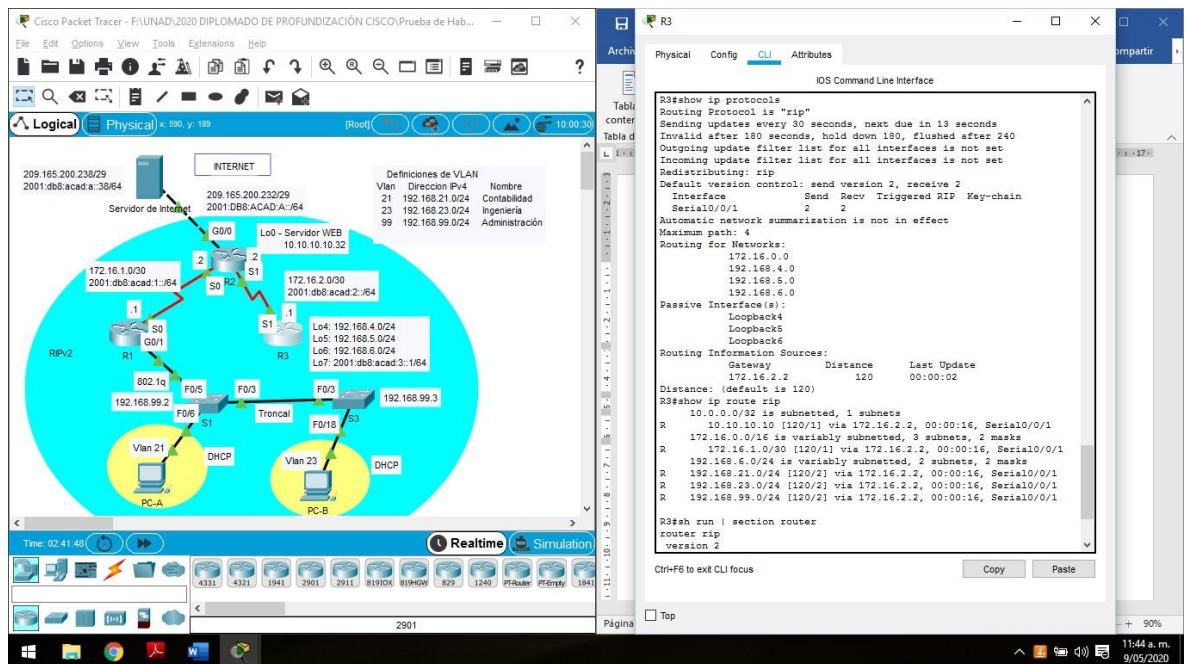 Cisco Packet Tracer - F:\UNAD\2020 DIPLOMADO DE PROFUNDIZACIÓN CISCO\Prueba de Hab...
File Edit Options View Tools Extensions Help
Logical Physical x: 590, y: 189 [Root] 10:00:30
INTERNET
209.165.200.238/29
2001:db8:acad:a::38/64
Servidor de Internet
209.165.200.232/29
2001:DB8:ACAD:A::/64
Definiciones de VLAN
Vlan Direccion IPv4 Nombre
21 192.168.21.0/24 Contabilidad
23 192.168.23.0/24 Ingeniería
99 192.168.99.0/24 Administración
G0/0
Lo0 - Servidor WEB
10.10.10.10.32
.2
.2
S1
S0
R2
172.16.1.0/30
2001:db8:acad:1::/64
172.16.2.0/30
2001:db8:acad:2::/64
.1
S0
G0/1
R1
S1
.1
R3
RIPv2
Lo4: 192.168.4.0/24
Lo5: 192.168.5.0/24
Lo6: 192.168.6.0/24
Lo7: 2001:db8:acad:3::1/64
802.1q
F0/5
F0/3
F0/3
192.168.99.2
192.168.99.3
F0/6
S1
Troncal
F0/18
S3
Vlan 21
DHCP
Vlan 23
DHCP
PC-A
PC-B
Time: 02:41:48
Realtime Simulation
4331 4321 1941 2901 2911 819IOX 819HGW 829 1240 PT-Router PT-Empty 1841
2901
Archiv
ompartir
Tabla
conter
Tabla d
Página
90%
R3
Physical Config CLI Attributes
IOS Command Line Interface
R3#show ip protocols
Routing Protocol is "rip"
Sending updates every 30 seconds, next due in 13 seconds
Invalid after 180 seconds, hold down 180, flushed after 240
Outgoing update filter list for all interfaces is not set
Incoming update filter list for all interfaces is not set
Redistributing: rip
Default version control: send version 2, receive 2
Interface Send Recv Triggered RIP Key-chain
Serial0/0/1 2 2
Automatic network summarization is not in effect
Maximum path: 4
Routing for Networks:
172.16.0.0
192.168.4.0
192.168.5.0
192.168.6.0
Passive Interface(s):
Loopback4
Loopback5
Loopback6
Routing Information Sources:
Gateway Distance Last Update
172.16.2.2 120 00:00:02
Distance: (default is 120)
R3#show ip route rip
10.0.0.0/32 is subnetted, 1 subnets
R 10.10.10.10 [120/1] via 172.16.2.2, 00:00:16, Serial0/0/1
172.16.0.0/16 is variably subnetted, 3 subnets, 2 masks
R 172.16.1.0/30 [120/1] via 172.16.2.2, 00:00:16, Serial0/0/1
192.168.6.0/24 is variably subnetted, 2 subnets, 2 masks
R 192.168.21.0/24 [120/2] via 172.16.2.2, 00:00:16, Serial0/0/1
R 192.168.23.0/24 [120/2] via 172.16.2.2, 00:00:16, Serial0/0/1
R 192.168.99.0/24 [120/2] via 172.16.2.2, 00:00:16, Serial0/0/1
R3#sh run | section router
router rip
version 2
Ctrl+F6 to exit CLI focus
Copy Paste
Top
11:44 a. m.
9/05/2020